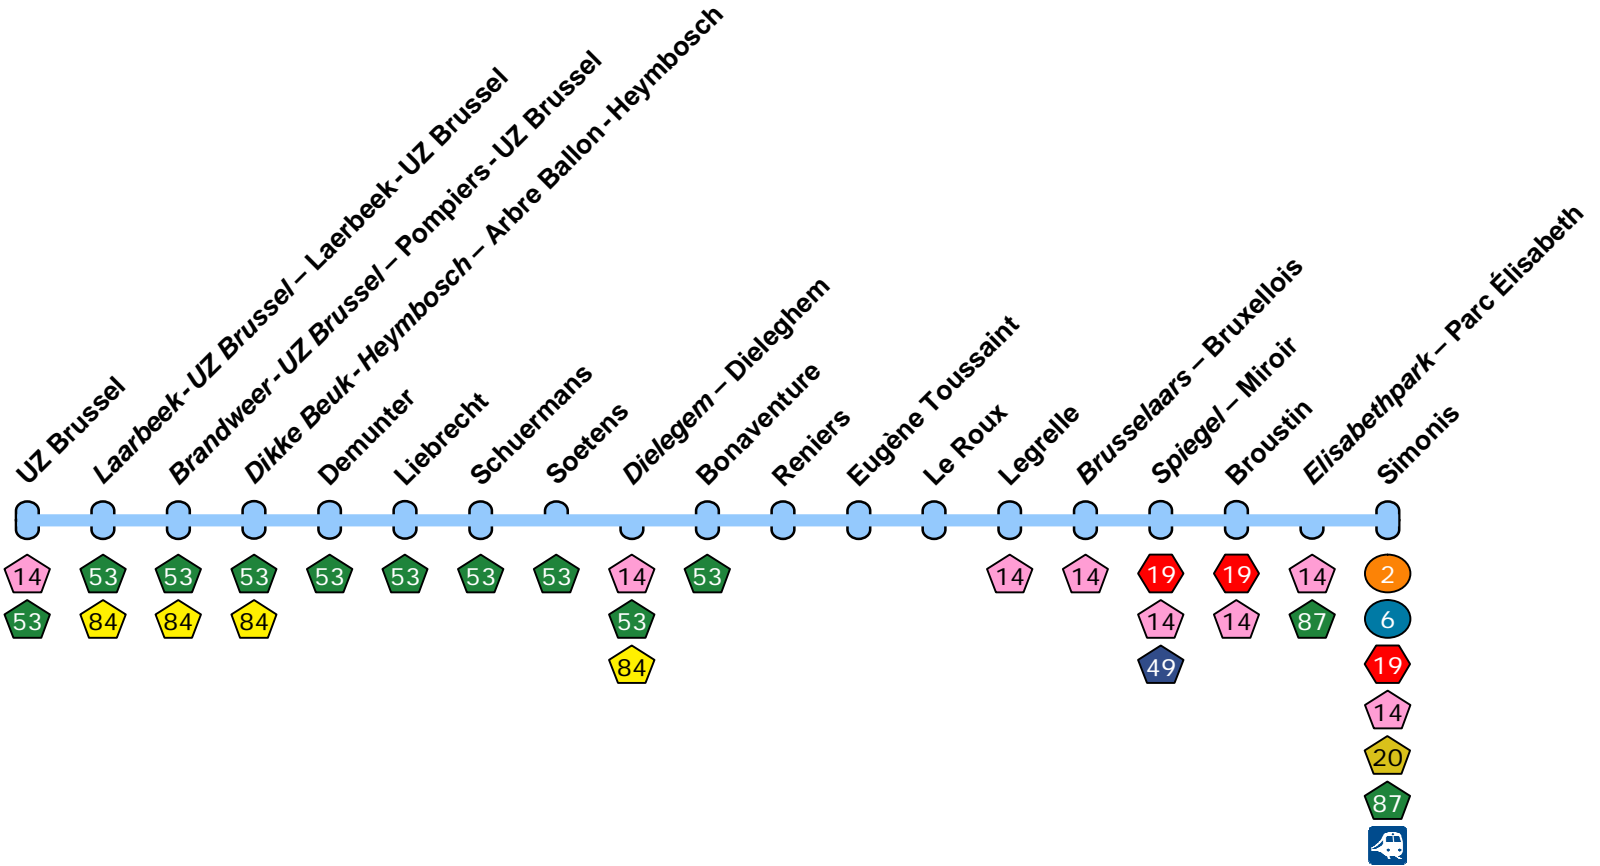 UZ Brussel
Laarbeek - UZ Brussel – Laerbeek - UZ Brussel
Brandweer - UZ Brussel – Pompiers - UZ Brussel
Dikke Beuk - Heymbosch – Arbre Ballon - Heymbosch
Demunter
Liebrecht
Schuermans
Soetens
Dielegem – Dieleghem
Bonaventure
Reniers
Eugène Toussaint
Le Roux
Legrelle
Brusselaars – Bruxellois
Spiegel – Miroir
Broustin
Elisabethpark – Parc Élisabeth
Simonis
14 53 53 53 53 53 53 53 14 53 14 14 19 19 14 2
53 84 84 84 53 14 14 87 6
84 49 19
14
20
87